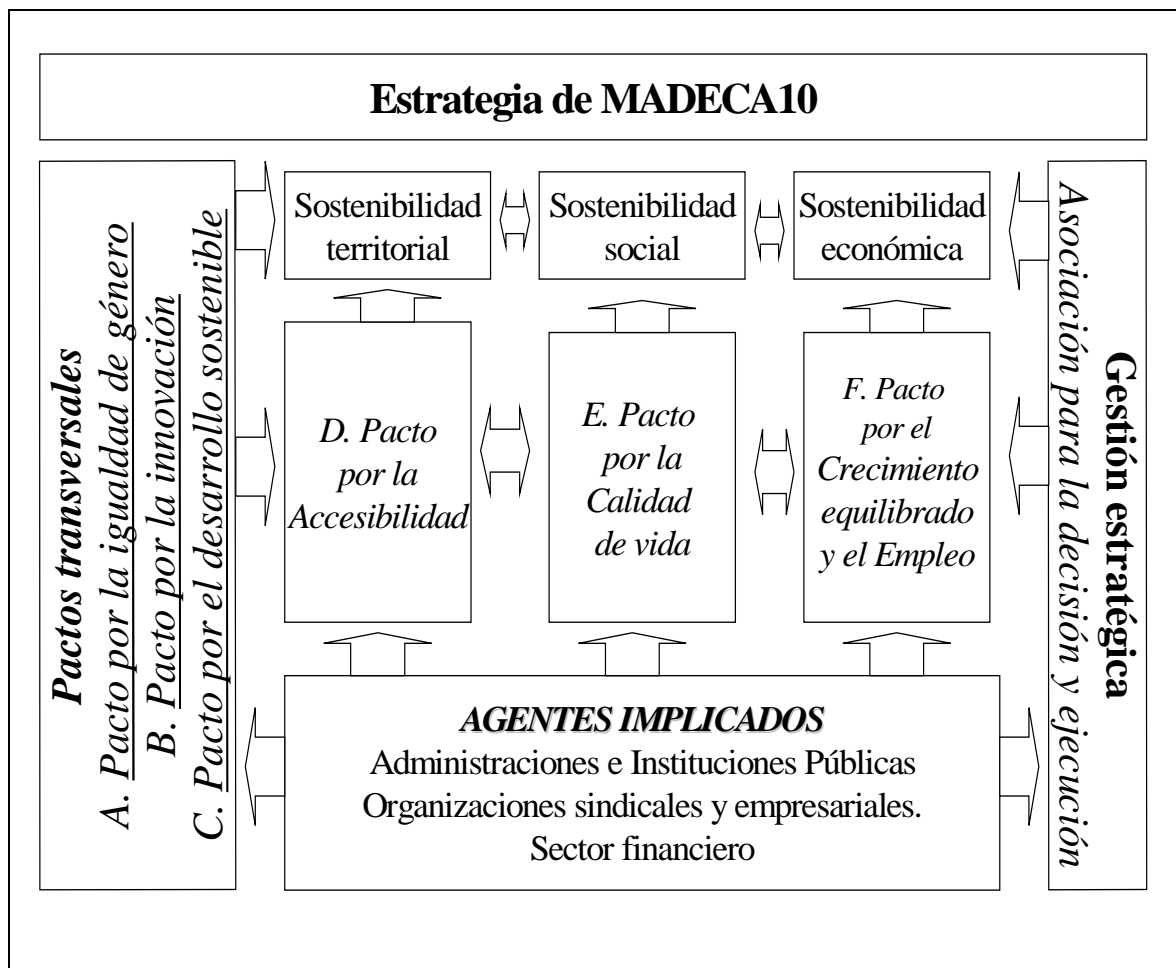 Estrategia de MADECA10
Pactos transversales
A. Pacto por la igualdad de género
B. Pacto por la innovación
C. Pacto por el desarrollo sostenible
Sostenibilidad
territorial
Sostenibilidad
social
Sostenibilidad
económica
D. Pacto
por la
Accesibilidad
E. Pacto
por la
Calidad
de vida
F. Pacto
por el
Crecimiento
equilibrado
y el Empleo
AGENTES IMPLICADOS
Administraciones e Instituciones Públicas
Organizaciones sindicales y empresariales.
Sector financiero
Gestión estratégica
Asociación para la decisión y ejecución